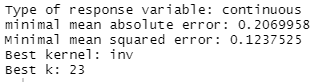 Type of response variable: continuous
minimal mean absolute error: 0.2069958
Minimal mean squared error: 0.1237525
Best kernel: inv
Best k: 23